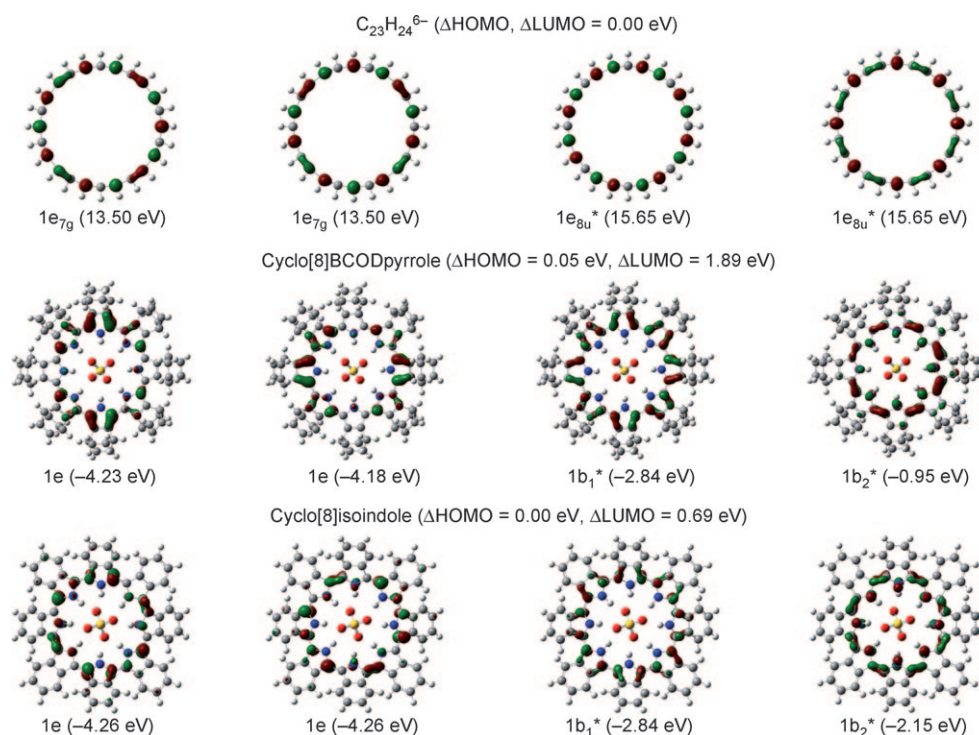 C₂₃H₂₄⁶⁻ (ΔHOMO, ΔLUMO = 0.00 eV)
1e₇g (13.50 eV) 1e₇g (13.50 eV) 1e₈ᵤ* (15.65 eV) 1e₈ᵤ* (15.65 eV)
Cyclo[8]BCODpyrrole (ΔHOMO = 0.05 eV, ΔLUMO = 1.89 eV)
1e (–4.23 eV) 1e (–4.18 eV) 1b₁* (–2.84 eV) 1b₂* (–0.95 eV)
Cyclo[8]isoindole (ΔHOMO = 0.00 eV, ΔLUMO = 0.69 eV)
1e (–4.26 eV) 1e (–4.26 eV) 1b₁* (–2.84 eV) 1b₂* (–2.15 eV)